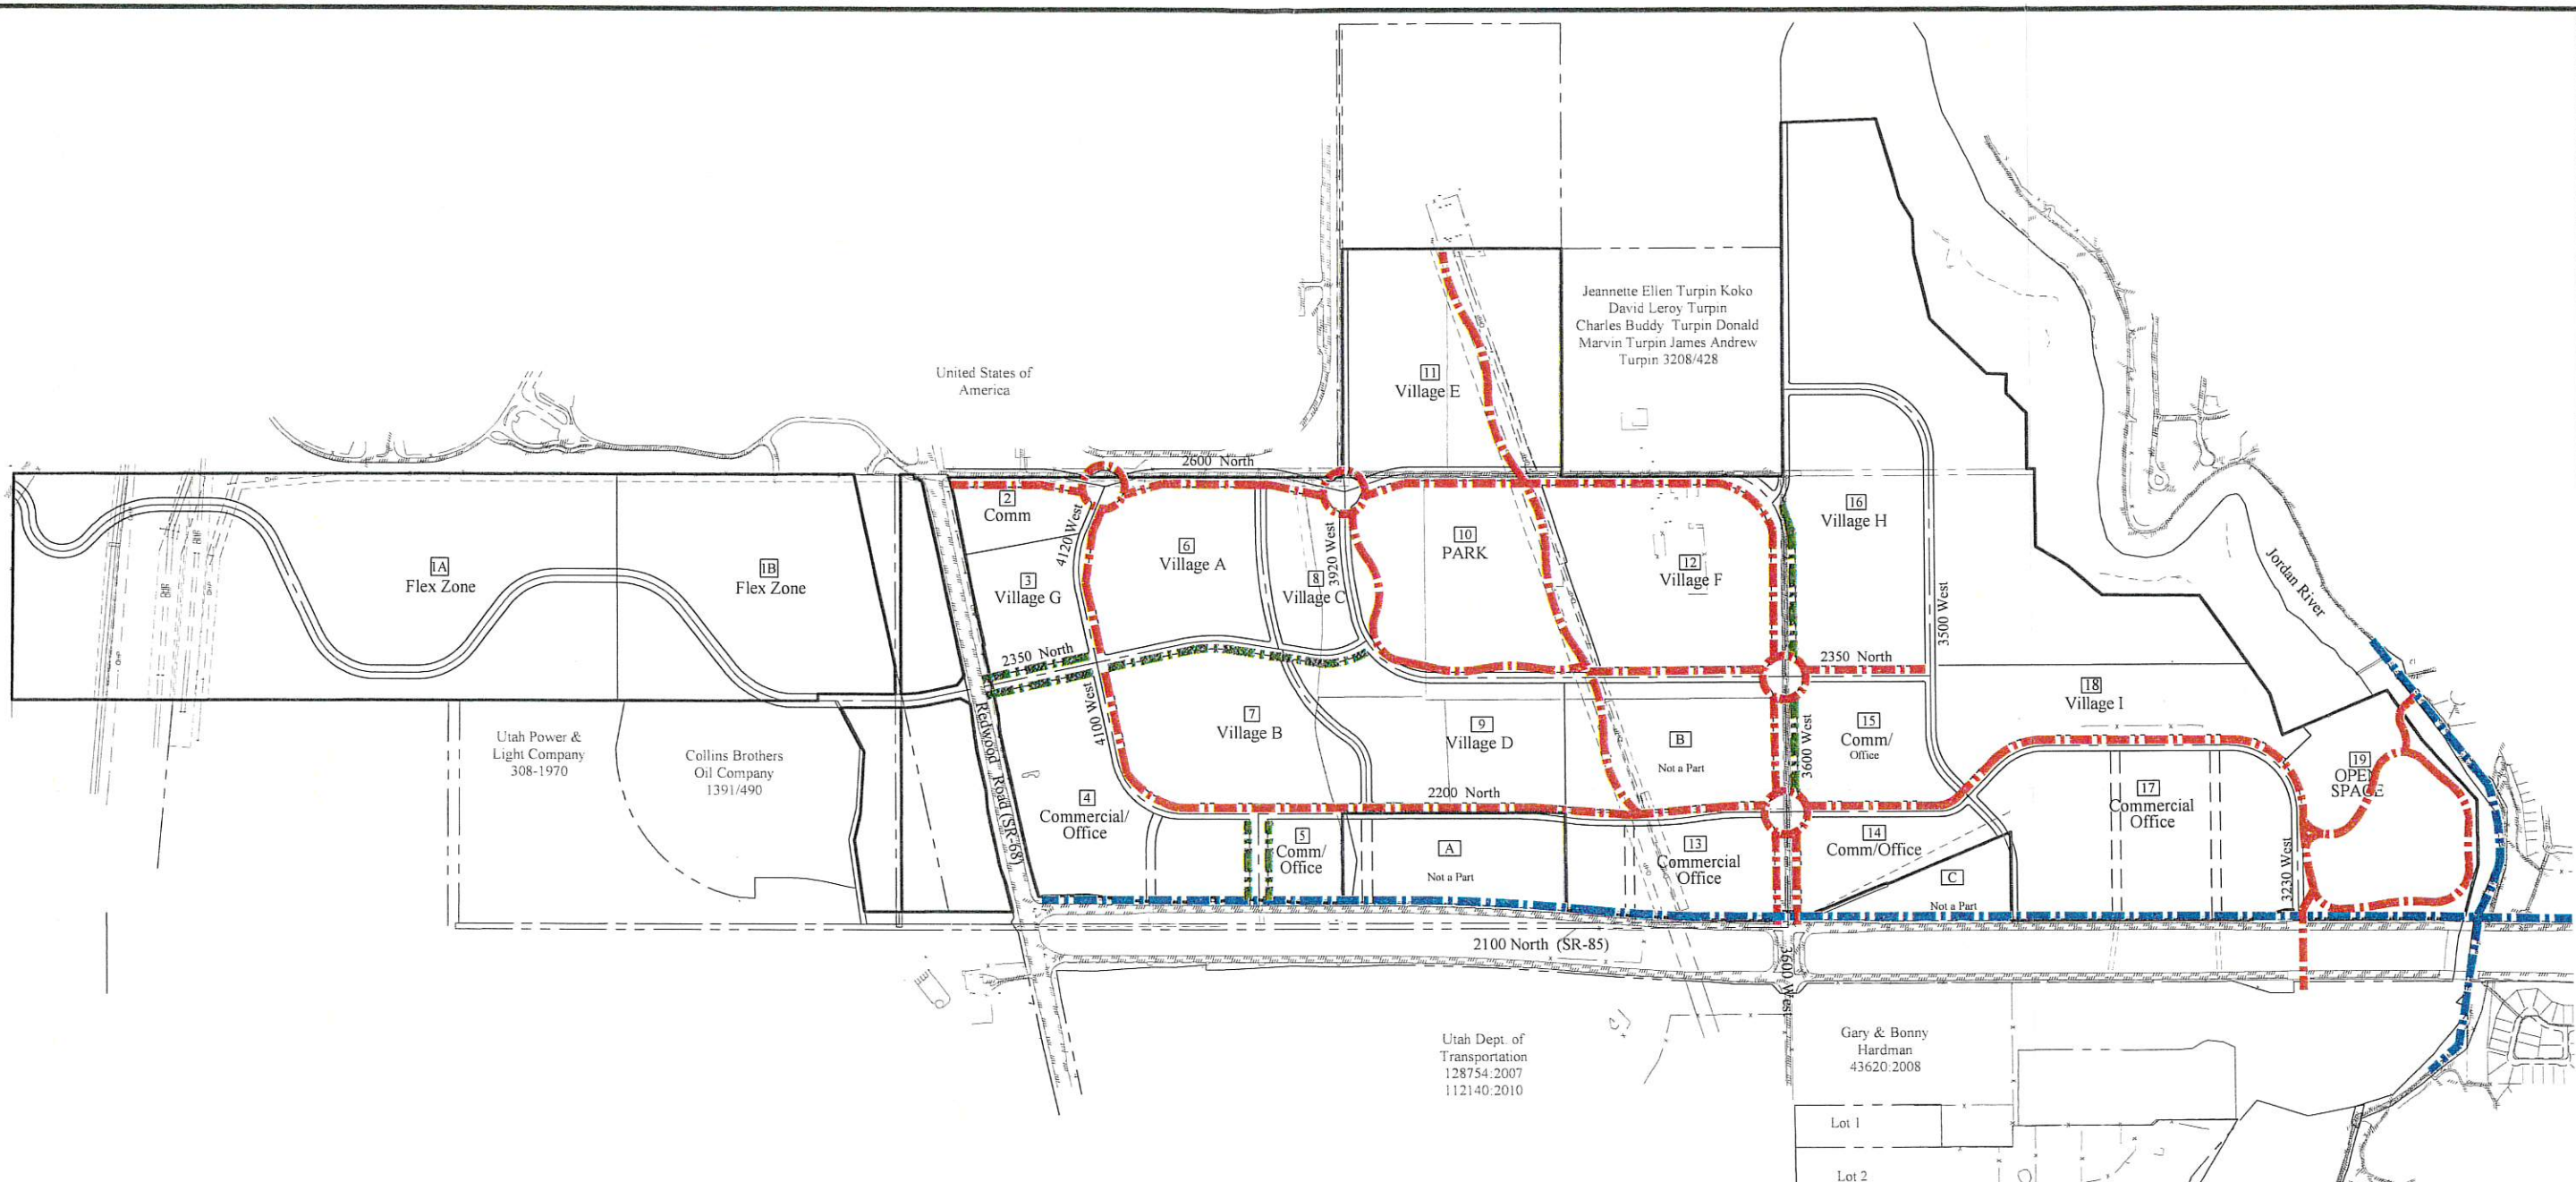 Jeannette Ellen Turpin Koko
David Leroy Turpin
Charles Buddy Turpin Donald
Marvin Turpin James Andrew
Turpin 3208/428
United States of
America
11
Village E
2600 North
2
Comm
4120 West
6
Village A
8
Village C
3920 West
10
PARK
12
Village F
16
Village H
1A
Flex Zone
1B
Flex Zone
3
Village G
3500 West
Jordan River
2350 North
2350 North
4100 West
Redwood Road (SR-68)
7
Village B
9
Village D
B
Not a Part
3600 West
15
Comm/
Office
18
Village I
Utah Power &
Light Company
308-1970
Collins Brothers
Oil Company
1391/490
4
Commercial/
Office
2200 North
17
Commercial
Office
19
OPEN
SPACE
5
Comm/
Office
A
Not a Part
13
Commercial
Office
14
Comm/Office
C
Not a Part
3230 West
2100 North (SR-85)
3600 West
Utah Dept. of
Transportation
128754:2007
112140:2010
Gary & Bonny
Hardman
43620:2008
Lot 1
Lot 2